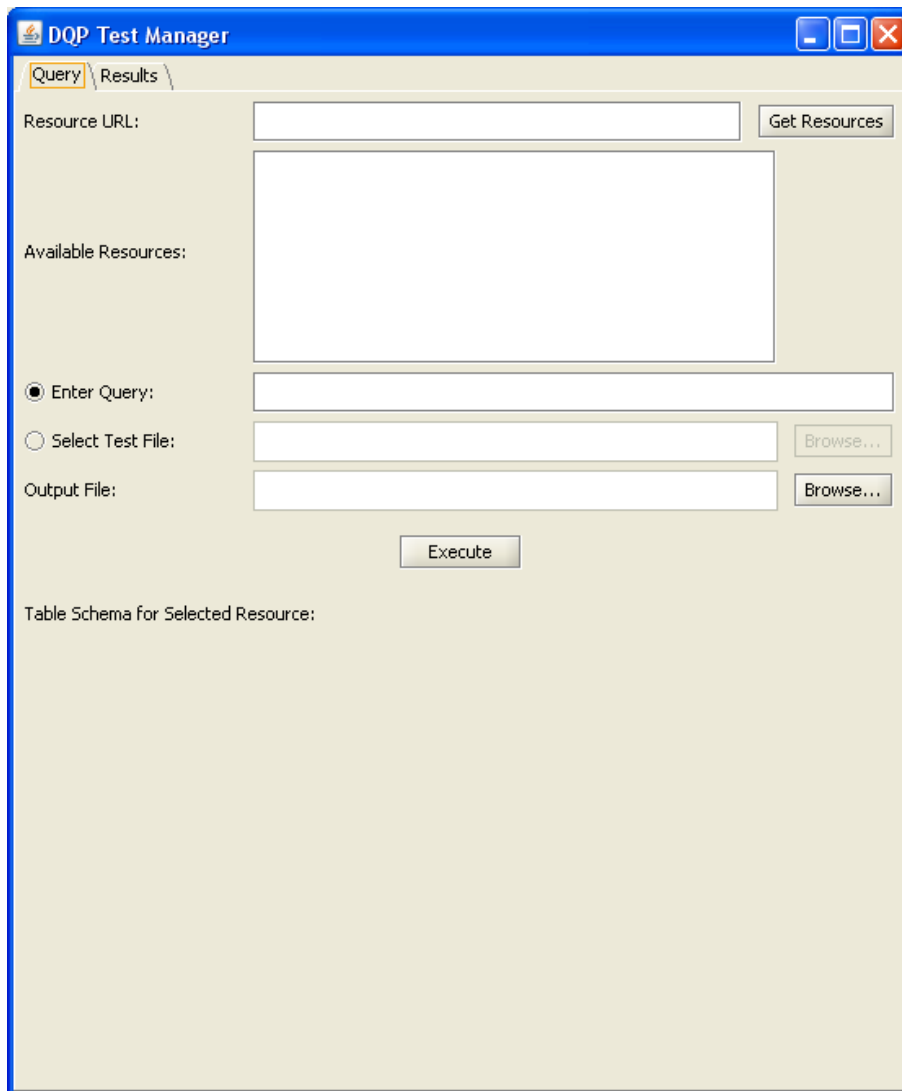 DQP Test Manager
Query Results
Resource URL: Get Resources
Available Resources:
Enter Query:
Select Test File: Browse...
Output File: Browse...
Execute
Table Schema for Selected Resource: